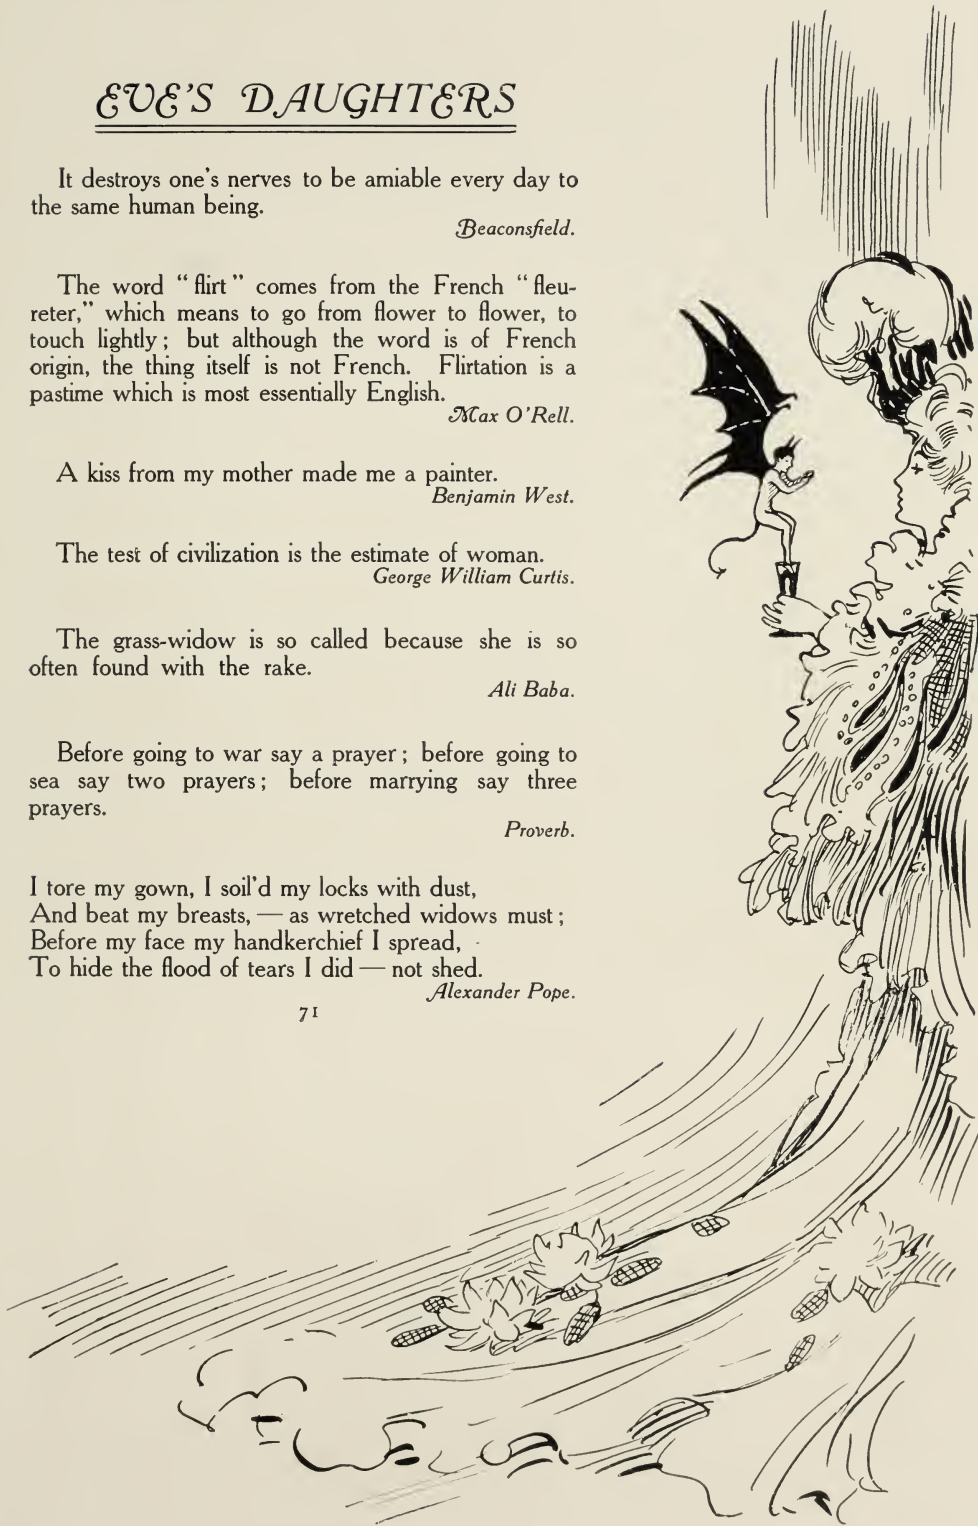 EVE'S DAUGHTERS
It destroys one's nerves to be amiable every day to
the same human being.
Beaconsfield.
The word “flirt” comes from the French “fleu-
reter,” which means to go from flower to flower, to
touch lightly; but although the word is of French
origin, the thing itself is not French. Flirtation is a
pastime which is most essentially English.
Max O'Rell.
A kiss from my mother made me a painter.
Benjamin West.
The test of civilization is the estimate of woman.
George William Curtis.
The grass-widow is so called because she is so
often found with the rake.
Ali Baba.
Before going to war say a prayer; before going to
sea say two prayers; before marrying say three
prayers.
Proverb.
I tore my gown, I soil'd my locks with dust,
And beat my breasts, — as wretched widows must;
Before my face my handkerchief I spread,
To hide the flood of tears I did — not shed.
Alexander Pope.
71